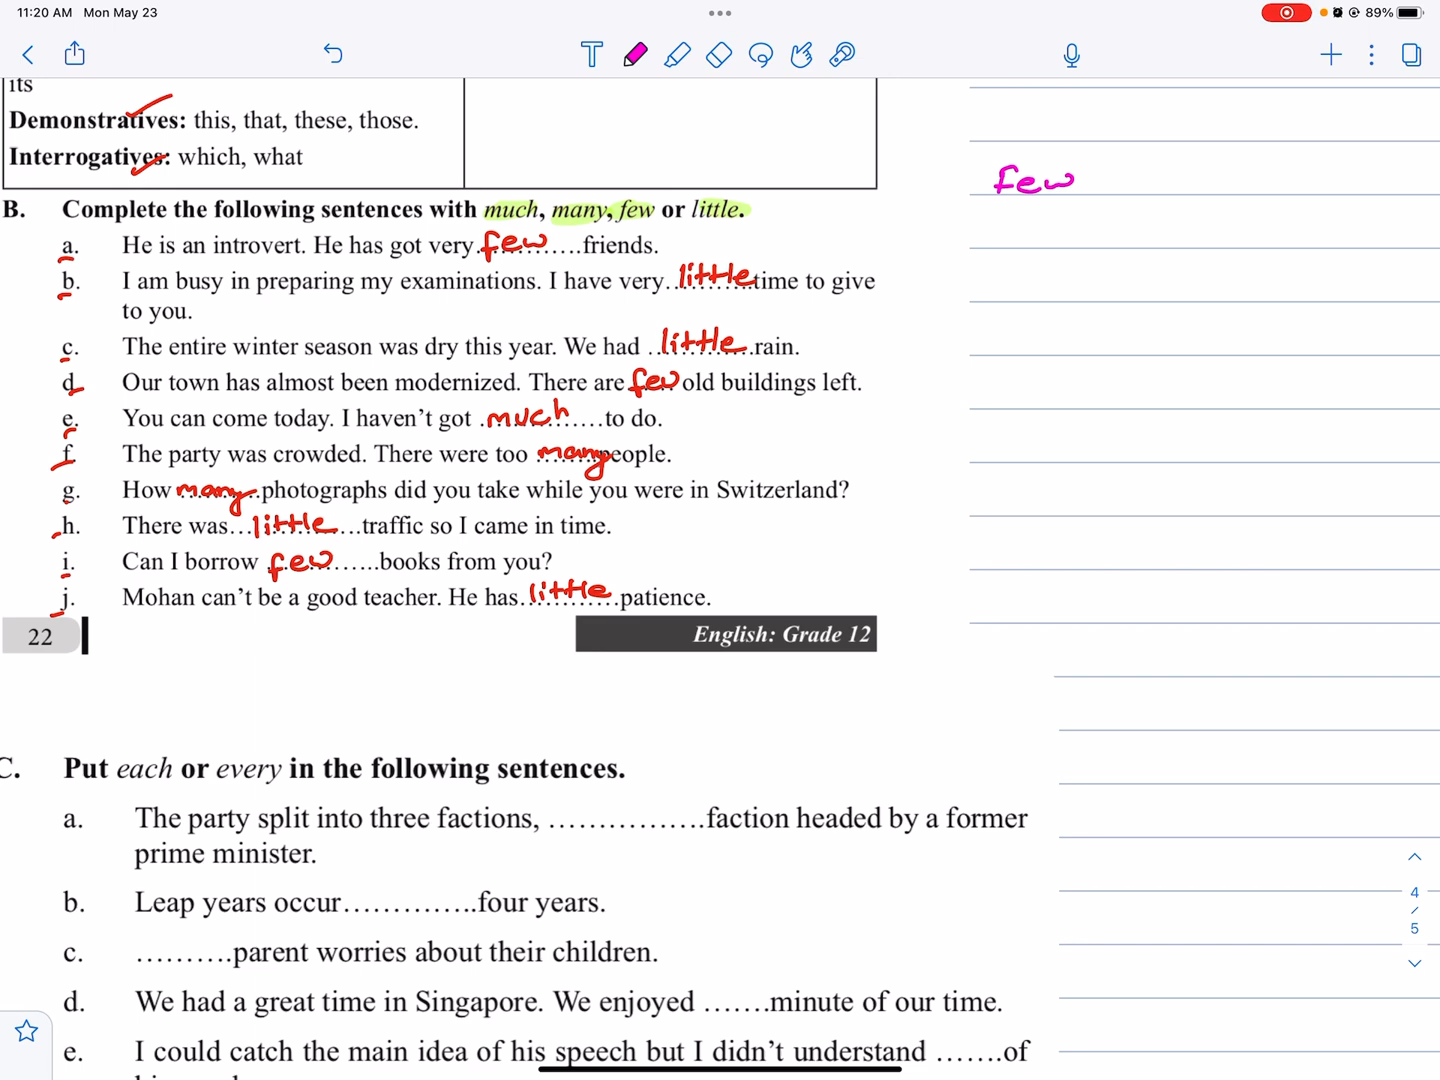 11:20 AM Mon May 23
89%
its
Demonstratives: this, that, these, those.
Interrogatives: which, what
few
B. Complete the following sentences with much, many, few or little.
a. He is an introvert. He has got very few friends.
b. I am busy in preparing my examinations. I have very little time to give
to you.
c. The entire winter season was dry this year. We had little rain.
d. Our town has almost been modernized. There are few old buildings left.
e. You can come today. I haven't got much to do.
f. The party was crowded. There were too many people.
g. How many photographs did you take while you were in Switzerland?
h. There was...little...traffic so I came in time.
i. Can I borrow few......books from you?
j. Mohan can't be a good teacher. He has little patience.
22
English: Grade 12
C. Put each or every in the following sentences.
a. The party split into three factions, ................faction headed by a former
prime minister.
b. Leap years occur..............four years.
c. ..........parent worries about their children.
d. We had a great time in Singapore. We enjoyed .......minute of our time.
e. I could catch the main idea of his speech but I didn't understand .......of
4
/
5